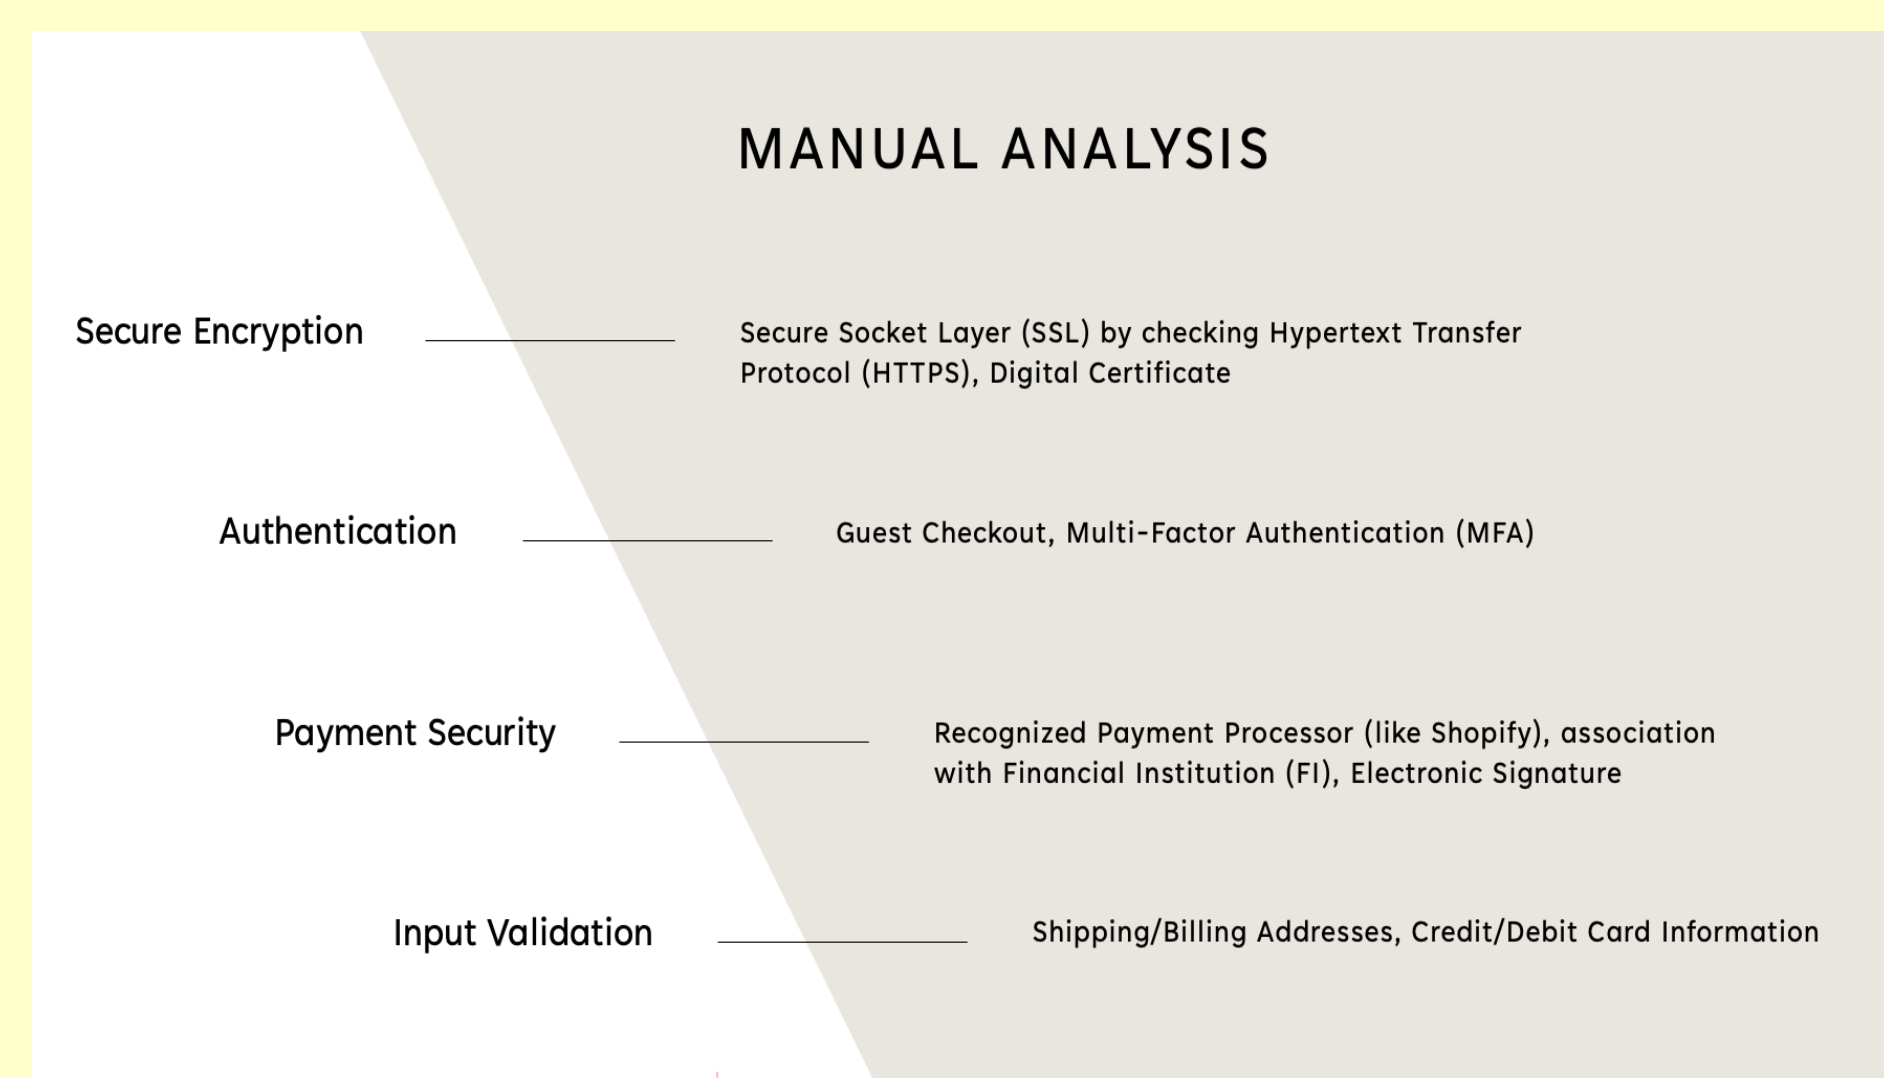 MANUAL ANALYSIS
Secure Encryption
Secure Socket Layer (SSL) by checking Hypertext Transfer
Protocol (HTTPS), Digital Certificate
Authentication
Guest Checkout, Multi-Factor Authentication (MFA)
Payment Security
Recognized Payment Processor (like Shopify), association
with Financial Institution (FI), Electronic Signature
Input Validation
Shipping/Billing Addresses, Credit/Debit Card Information